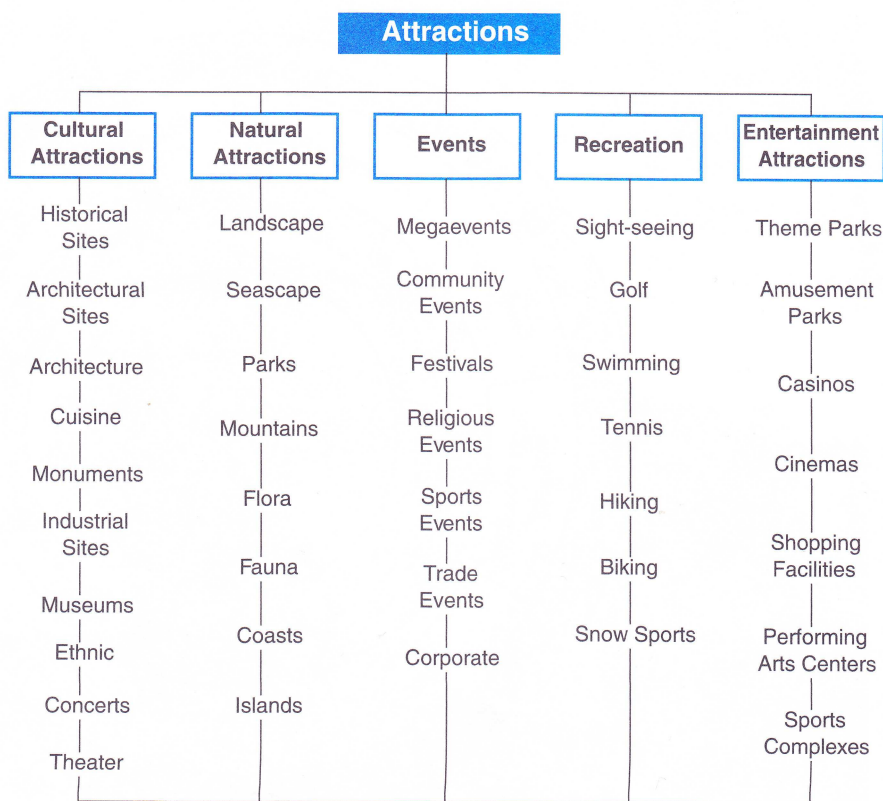 Attractions
Cultural
Attractions
Historical
Sites
Architectural
Sites
Architecture
Cuisine
Monuments
Industrial
Sites
Museums
Ethnic
Concerts
Theater
Natural
Attractions
Landscape
Seascape
Parks
Mountains
Flora
Fauna
Coasts
Islands
Events
Megaevents
Community
Events
Festivals
Religious
Events
Sports
Events
Trade
Events
Corporate
Recreation
Sight-seeing
Golf
Swimming
Tennis
Hiking
Biking
Snow Sports
Entertainment
Attractions
Theme Parks
Amusement
Parks
Casinos
Cinemas
Shopping
Facilities
Performing
Arts Centers
Sports
Complexes